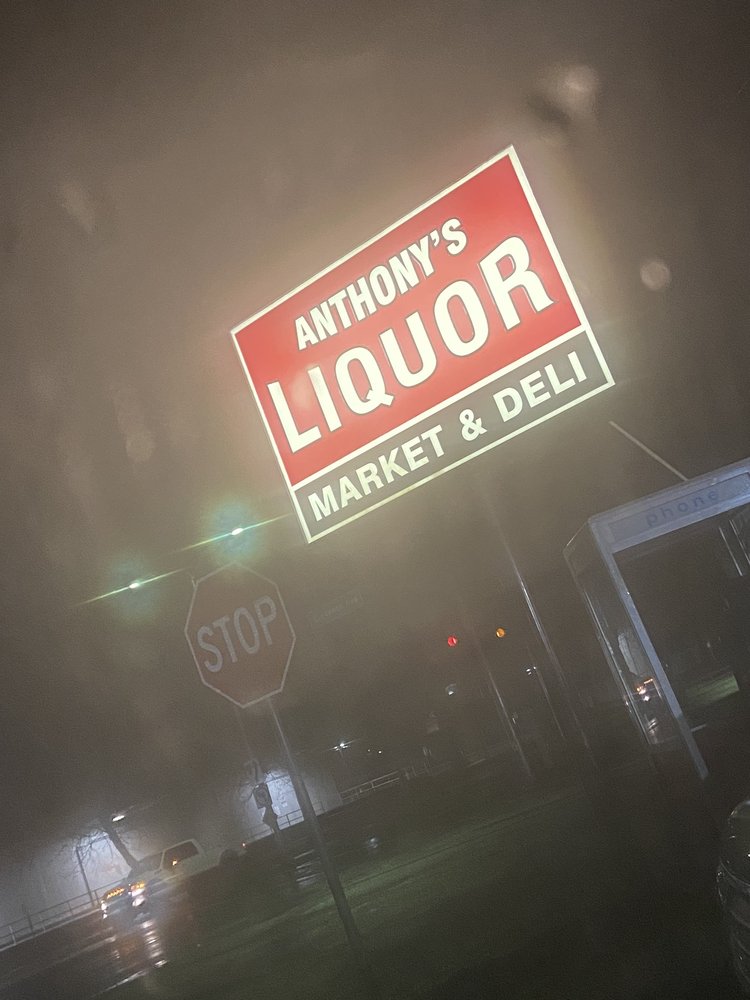 ANTHONY'S
LIQUOR
MARKET & DELI
STOP
phone